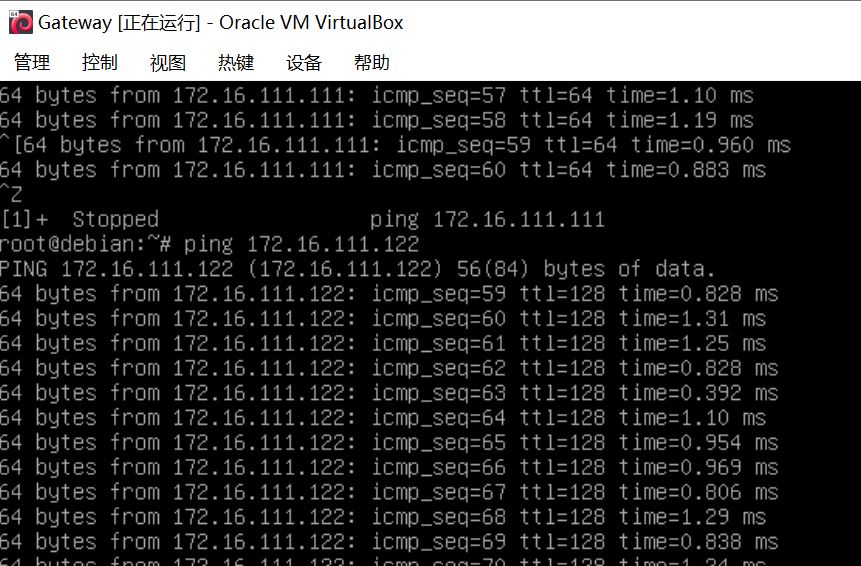 Gateway [正在运行] - Oracle VM VirtualBox
管理 控制 视图 热键 设备 帮助
64 bytes from 172.16.111.111: icmp_seq=57 ttl=64 time=1.10 ms
64 bytes from 172.16.111.111: icmp_seq=58 ttl=64 time=1.19 ms
^[64 bytes from 172.16.111.111: icmp_seq=59 ttl=64 time=0.960 ms
64 bytes from 172.16.111.111: icmp_seq=60 ttl=64 time=0.883 ms
^Z
[1]+  Stopped                 ping 172.16.111.111
root@debian:~# ping 172.16.111.122
PING 172.16.111.122 (172.16.111.122) 56(84) bytes of data.
64 bytes from 172.16.111.122: icmp_seq=59 ttl=128 time=0.828 ms
64 bytes from 172.16.111.122: icmp_seq=60 ttl=128 time=1.31 ms
64 bytes from 172.16.111.122: icmp_seq=61 ttl=128 time=1.25 ms
64 bytes from 172.16.111.122: icmp_seq=62 ttl=128 time=0.828 ms
64 bytes from 172.16.111.122: icmp_seq=63 ttl=128 time=0.392 ms
64 bytes from 172.16.111.122: icmp_seq=64 ttl=128 time=1.10 ms
64 bytes from 172.16.111.122: icmp_seq=65 ttl=128 time=0.954 ms
64 bytes from 172.16.111.122: icmp_seq=66 ttl=128 time=0.969 ms
64 bytes from 172.16.111.122: icmp_seq=67 ttl=128 time=0.806 ms
64 bytes from 172.16.111.122: icmp_seq=68 ttl=128 time=1.29 ms
64 bytes from 172.16.111.122: icmp_seq=69 ttl=128 time=0.838 ms
64 bytes from 172.16.111.122: icmp_seq=70 ttl=128 ms